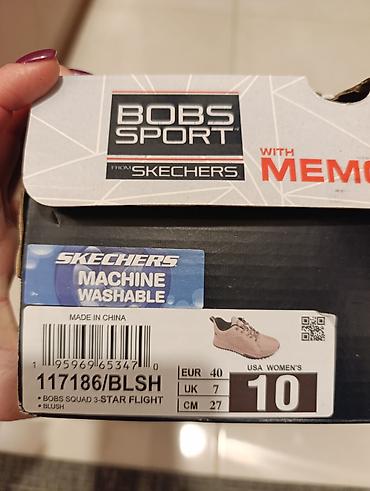 BOBS
SPORT
FROM SKECHERS
WITH
SKECHERS
MACHINE
WASHABLE
MADE IN CHINA
1 95969 65347 0
117186/BLSH
• BOBS SQUAD 3-STAR FLIGHT
• BLUSH
EUR 40
UK 7
CM 27
USA WOMEN'S
10